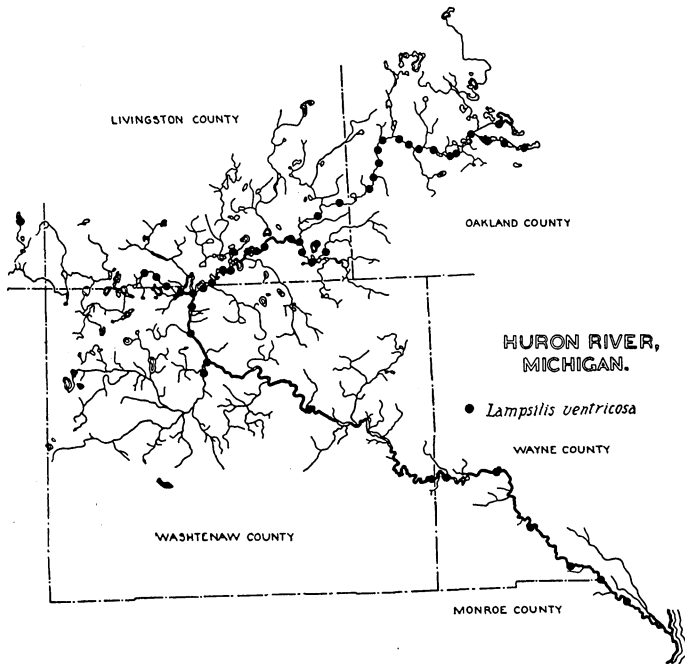 LIVINGSTON COUNTY
OAKLAND COUNTY
HURON RIVER,
MICHIGAN.
Lampsilis ventricosa
WAYNE COUNTY
WASHTENAW COUNTY
MONROE COUNTY